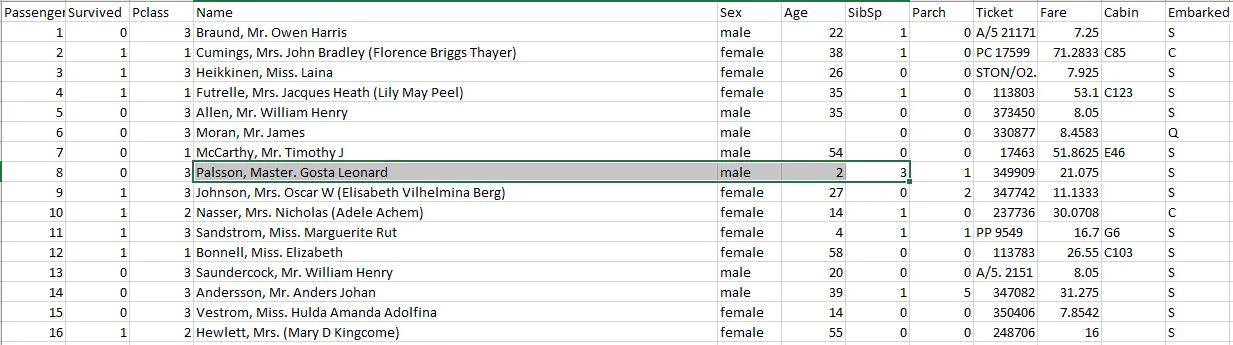 Passenger Survived Pclass Name Sex Age SibSp Parch Ticket Fare Cabin Embarked
1 0 3 Braund, Mr. Owen Harris male 22 1 0 A/5 21171 7.25 S
2 1 1 Cumings, Mrs. John Bradley (Florence Briggs Thayer) female 38 1 0 PC 17599 71.2833 C85 C
3 1 3 Heikkinen, Miss. Laina female 26 0 0 STON/O2. 7.925 S
4 1 1 Futrelle, Mrs. Jacques Heath (Lily May Peel) female 35 1 0 113803 53.1 C123 S
5 0 3 Allen, Mr. William Henry male 35 0 0 373450 8.05 S
6 0 3 Moran, Mr. James male 0 0 330877 8.4583 Q
7 0 1 McCarthy, Mr. Timothy J male 54 0 0 17463 51.8625 E46 S
8 0 3 Palsson, Master. Gosta Leonard male 2 3 1 349909 21.075 S
9 1 3 Johnson, Mrs. Oscar W (Elisabeth Vilhelmina Berg) female 27 0 2 347742 11.1333 S
10 1 2 Nasser, Mrs. Nicholas (Adele Achem) female 14 1 0 237736 30.0708 C
11 1 3 Sandstrom, Miss. Marguerite Rut female 4 1 1 PP 9549 16.7 G6 S
12 1 1 Bonnell, Miss. Elizabeth female 58 0 0 113783 26.55 C103 S
13 0 3 Saundercock, Mr. William Henry male 20 0 0 A/5. 2151 8.05 S
14 0 3 Andersson, Mr. Anders Johan male 39 1 5 347082 31.275 S
15 0 3 Vestrom, Miss. Hulda Amanda Adolfina female 14 0 0 350406 7.8542 S
16 1 2 Hewlett, Mrs. (Mary D Kingcome) female 55 0 0 248706 16 S